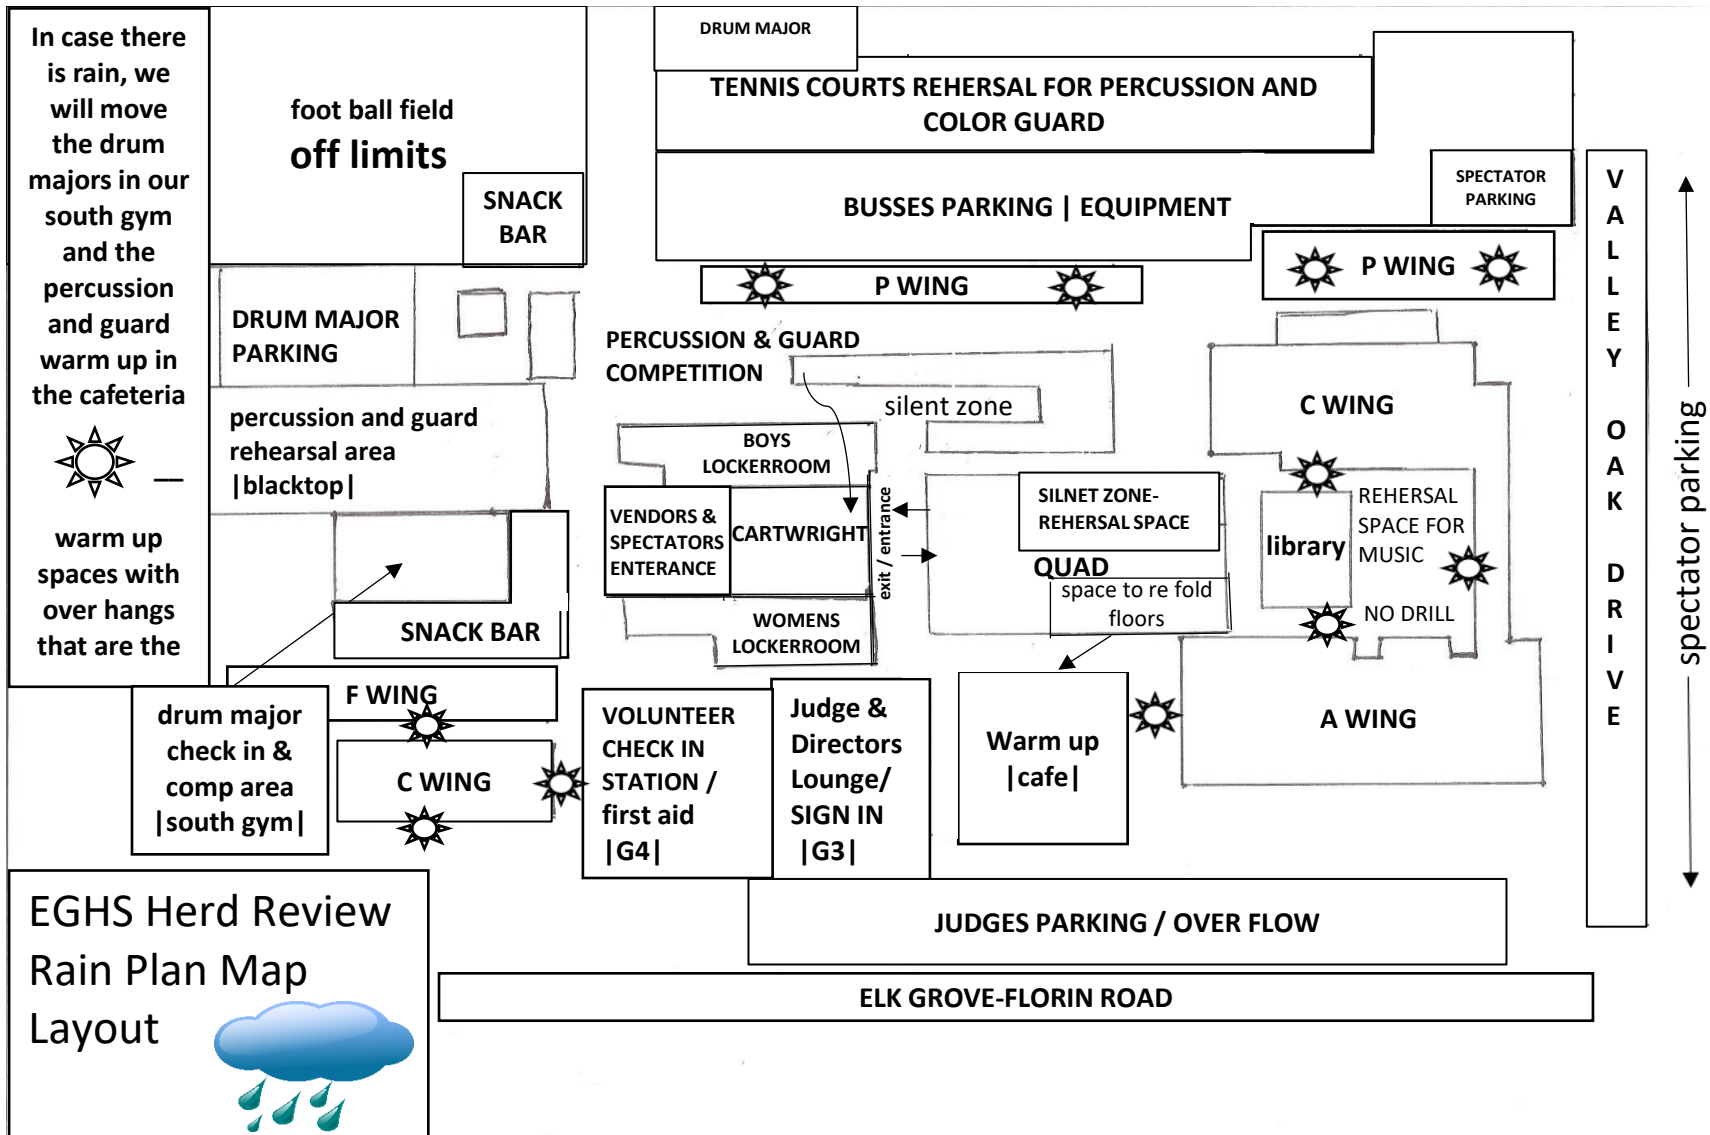 In case there
is rain, we
will move
the drum
majors in our
south gym
and the
percussion
and guard
warm up in
the cafeteria
__
warm up
spaces with
over hangs
that are the
foot ball field
off limits
SNACK
BAR
DRUM MAJOR
TENNIS COURTS REHERSAL FOR PERCUSSION AND
COLOR GUARD
BUSSES PARKING | EQUIPMENT
SPECTATOR
PARKING
P WING
P WING
VALLEY OAK DRIVE
spectator parking
DRUM MAJOR
PARKING
percussion and guard
rehearsal area
|blacktop|
PERCUSSION & GUARD
COMPETITION
silent zone
C WING
BOYS
LOCKERROOM
VENDORS &
SPECTATORS
ENTERANCE
CARTWRIGHT
exit / entrance
WOMENS
LOCKERROOM
SILNET ZONE-
REHERSAL SPACE
QUAD
space to re fold
floors
library
REHERSAL
SPACE FOR
MUSIC
NO DRILL
SNACK BAR
F WING
drum major
check in &
comp area
|south gym|
C WING
VOLUNTEER
CHECK IN
STATION /
first aid
|G4|
Judge &
Directors
Lounge/
SIGN IN
|G3|
Warm up
|cafe|
A WING
JUDGES PARKING / OVER FLOW
ELK GROVE-FLORIN ROAD
EGHS Herd Review
Rain Plan Map
Layout